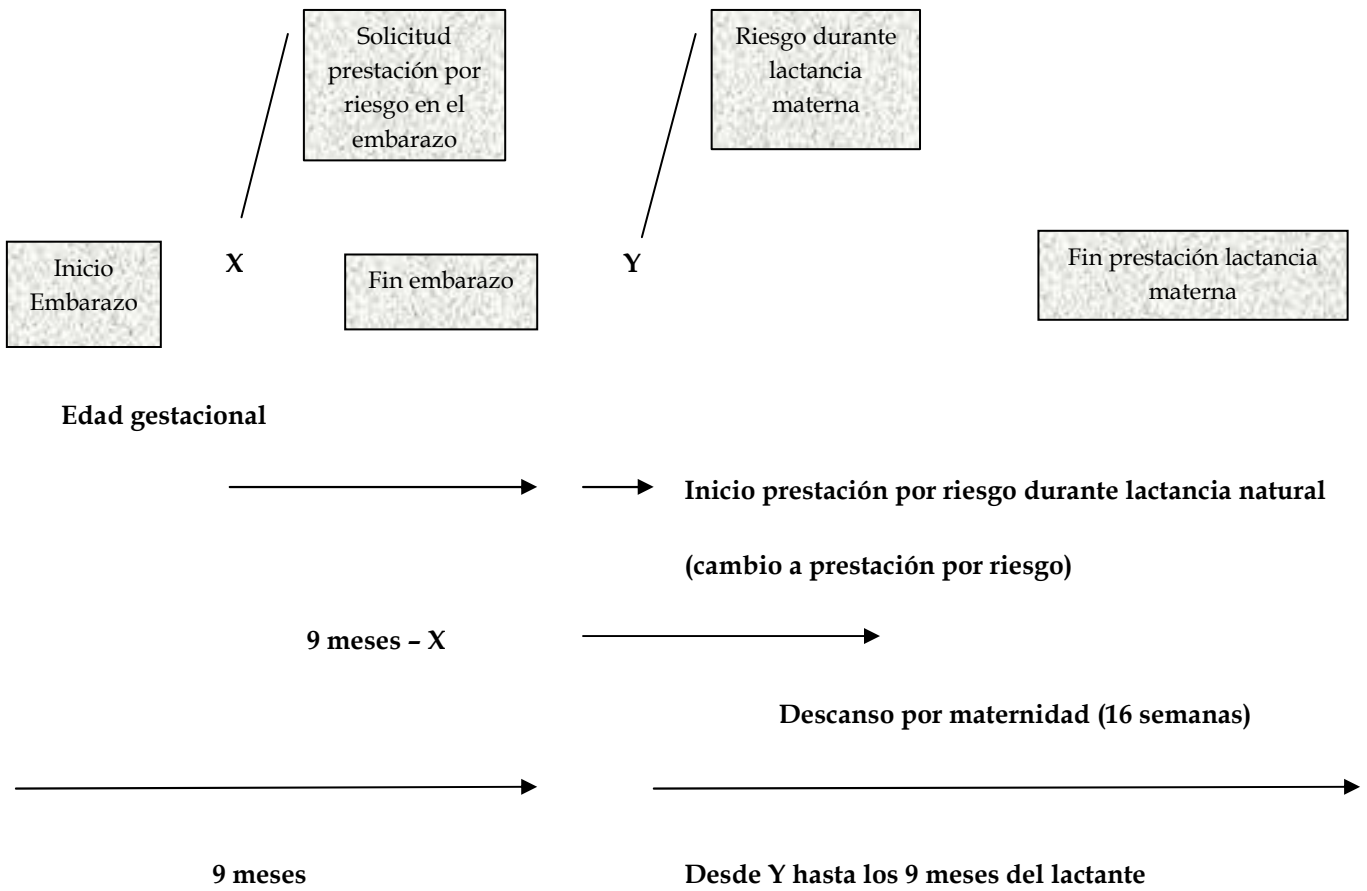 Solicitud
prestación por
riesgo en el
embarazo
Riesgo durante
lactancia
materna
Inicio
Embarazo
X
Fin embarazo
Y
Fin prestación lactancia
materna
Edad gestacional
Inicio prestación por riesgo durante lactancia natural
(cambio a prestación por riesgo)
9 meses – X
Descanso por maternidad (16 semanas)
9 meses
Desde Y hasta los 9 meses del lactante